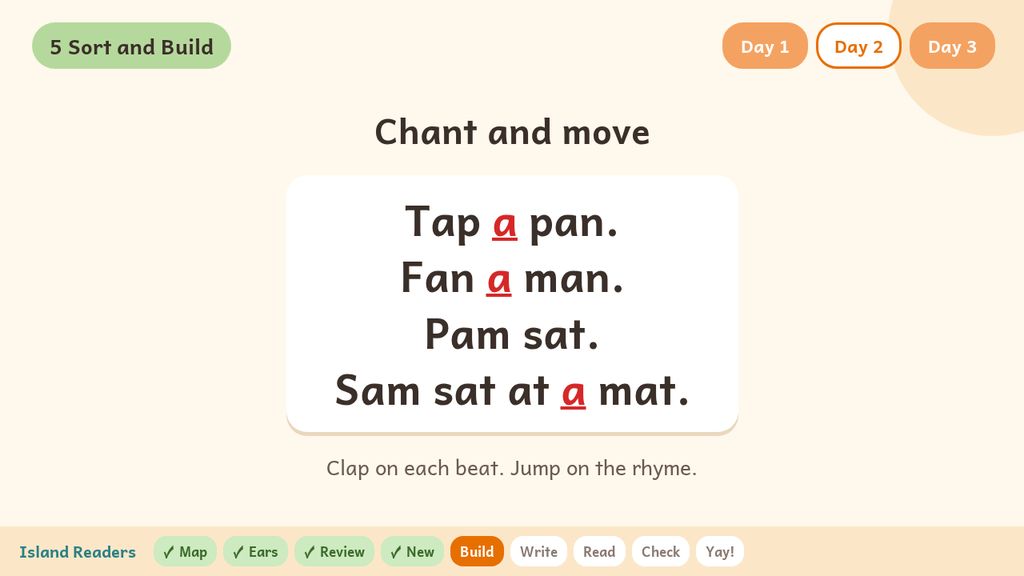 5 Sort and Build
Day 1 Day 2 Day 3
Chant and move
Tap a pan.
Fan a man.
Pam sat.
Sam sat at a mat.
Clap on each beat. Jump on the rhyme.
Island Readers ✓ Map ✓ Ears ✓ Review ✓ New Build Write Read Check Yay!